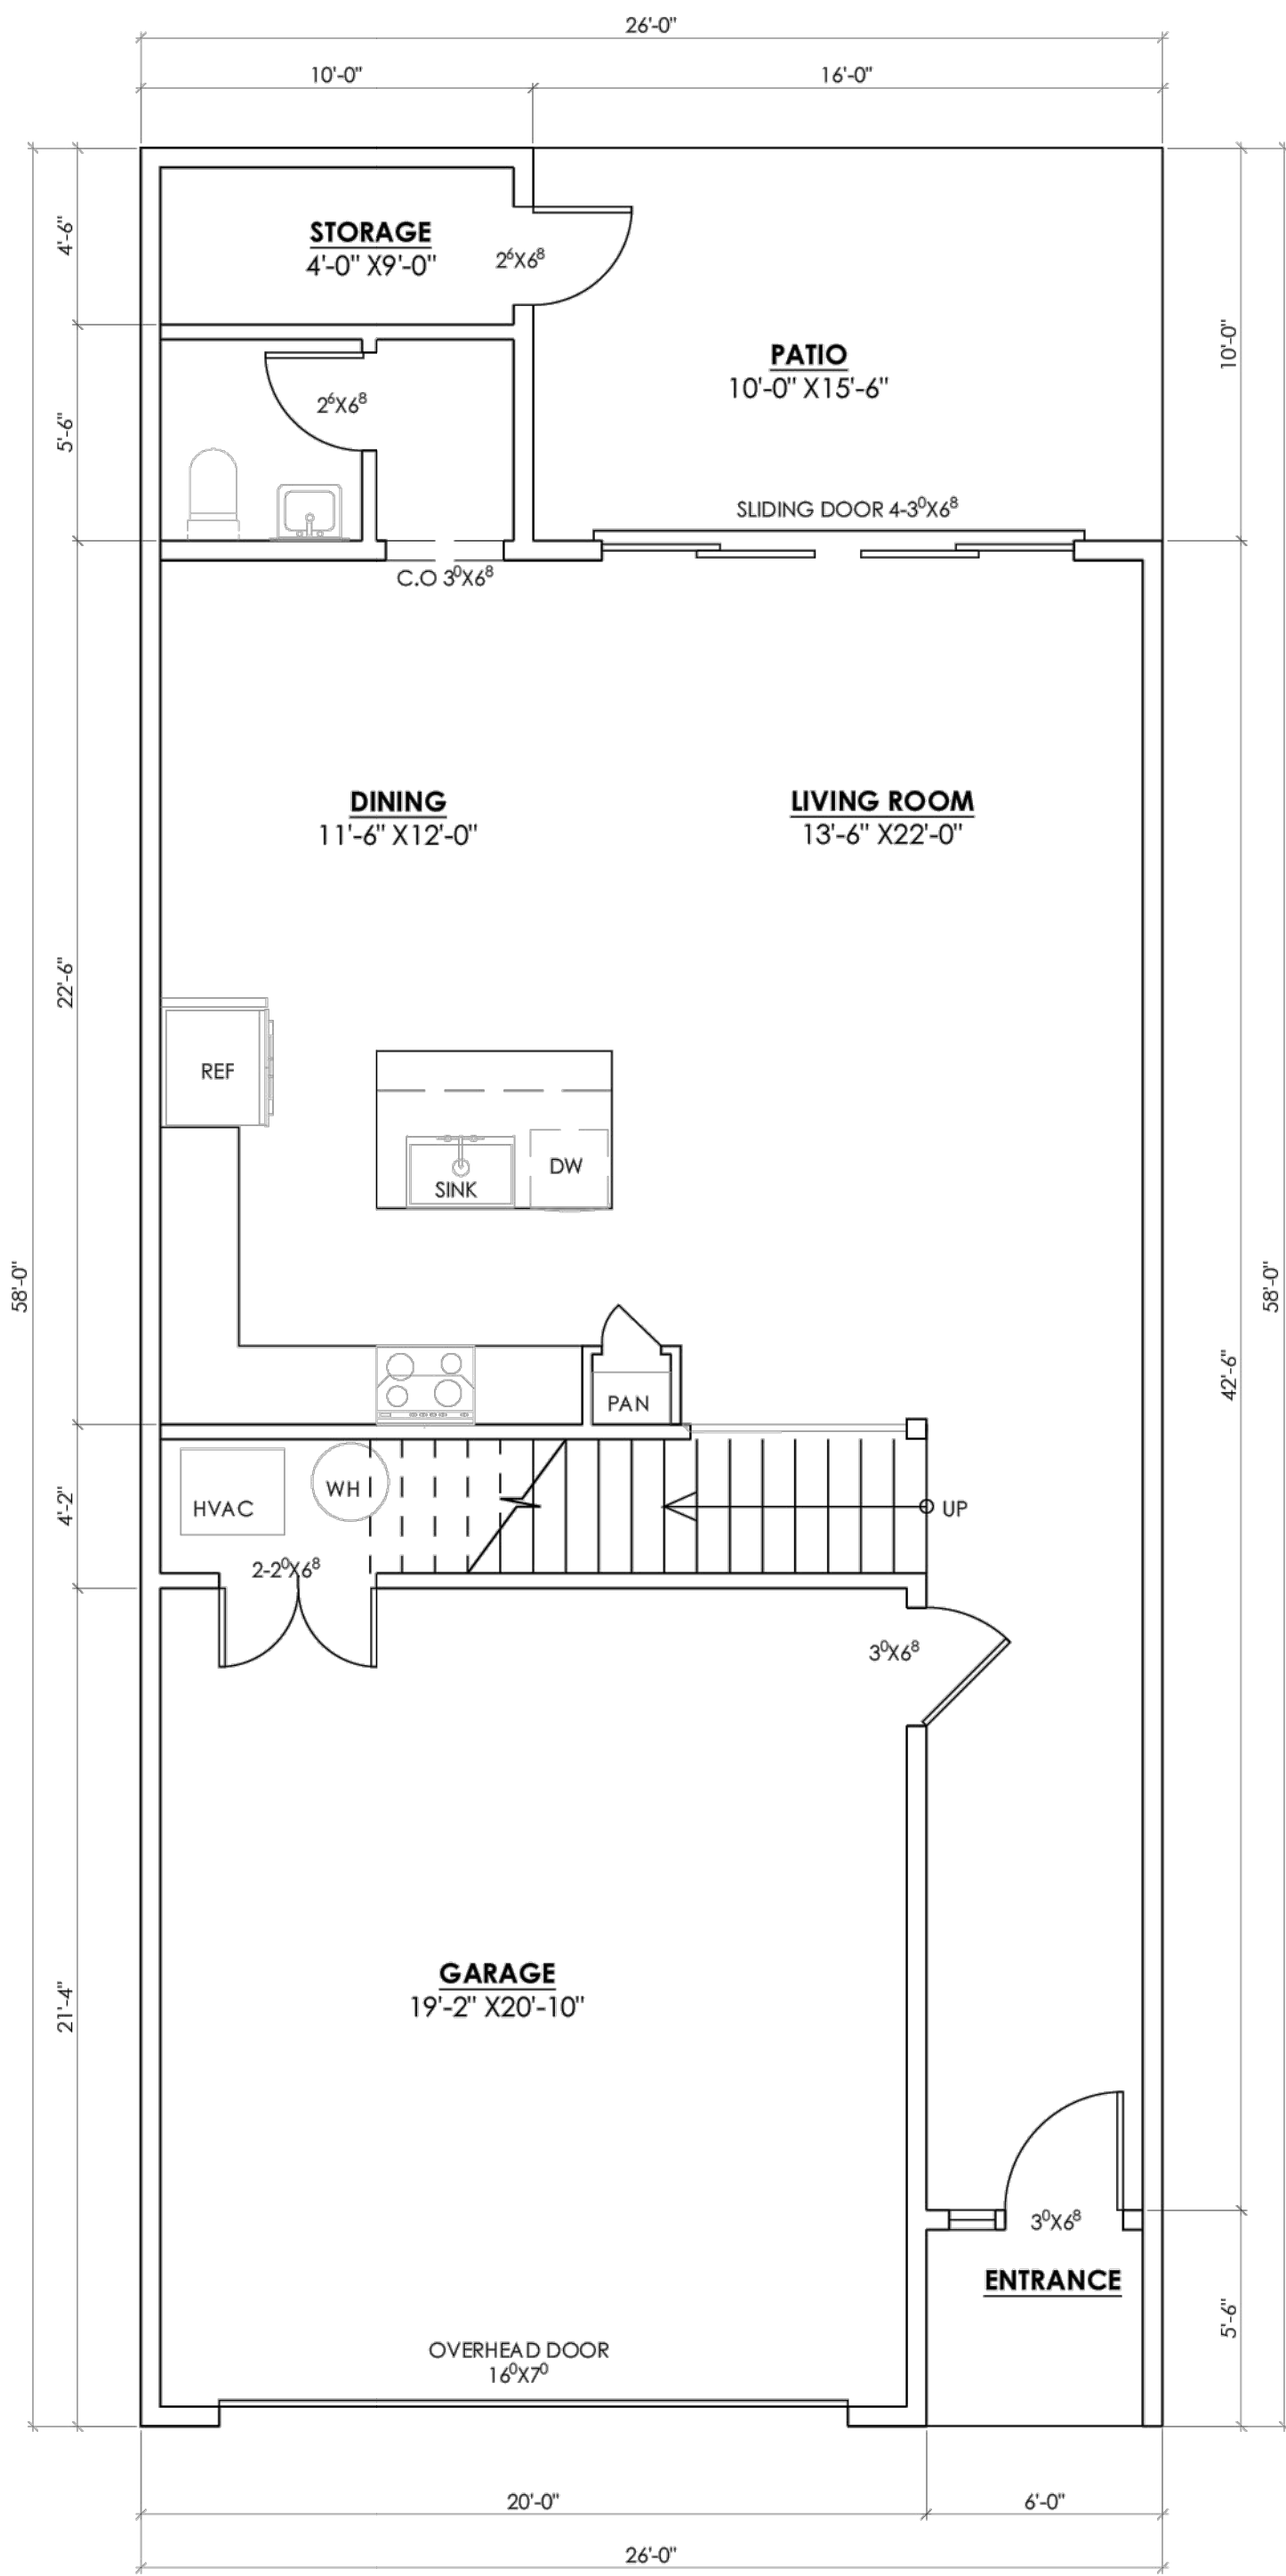 26'-0"
10'-0"
16'-0"
4'-6"
STORAGE
4'-0" X9'-0"
2⁶X6⁸
10'-0"
PATIO
10'-0" X15'-6"
5'-6"
2⁶X6⁸
SLIDING DOOR 4-3⁰X6⁸
C.O 3⁰X6⁸
DINING
11'-6" X12'-0"
LIVING ROOM
13'-6" X22'-0"
22'-6"
REF
DW
SINK
58'-0"
58'-0"
42'-6"
PAN
4'-2"
HVAC
WH
UP
2-2⁰X6⁸
3⁰X6⁸
GARAGE
19'-2" X20'-10"
21'-4"
3⁰X6⁸
ENTRANCE
5'-6"
OVERHEAD DOOR
16⁰X7⁰
20'-0"
6'-0"
26'-0"